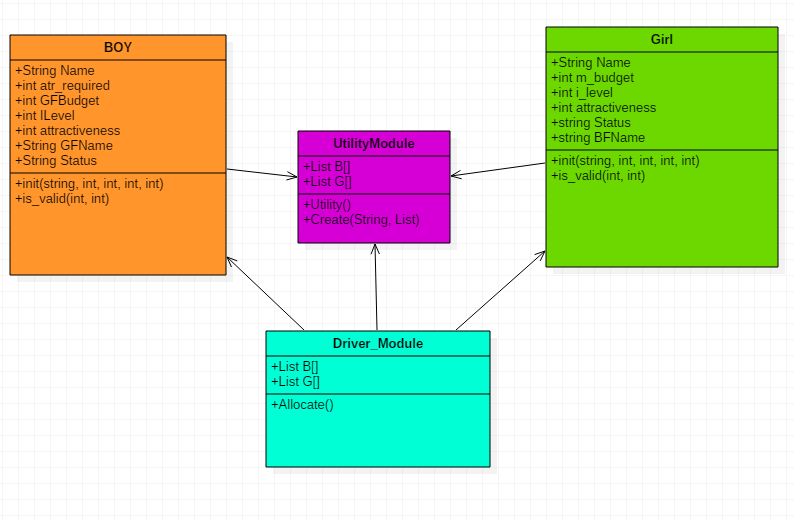 BOY
+String Name
+int atr_required
+int GFBudget
+int ILevel
+int attractiveness
+String GFName
+String Status
+init(string, int, int, int, int)
+is_valid(int, int)
UtilityModule
+List B[]
+List G[]
+Utility()
+Create(String, List)
Girl
+String Name
+int m_budget
+int i_level
+int attractiveness
+string Status
+string BFName
+init(string, int, int, int, int)
+is_valid(int, int)
Driver_Module
+List B[]
+List G[]
+Allocate()